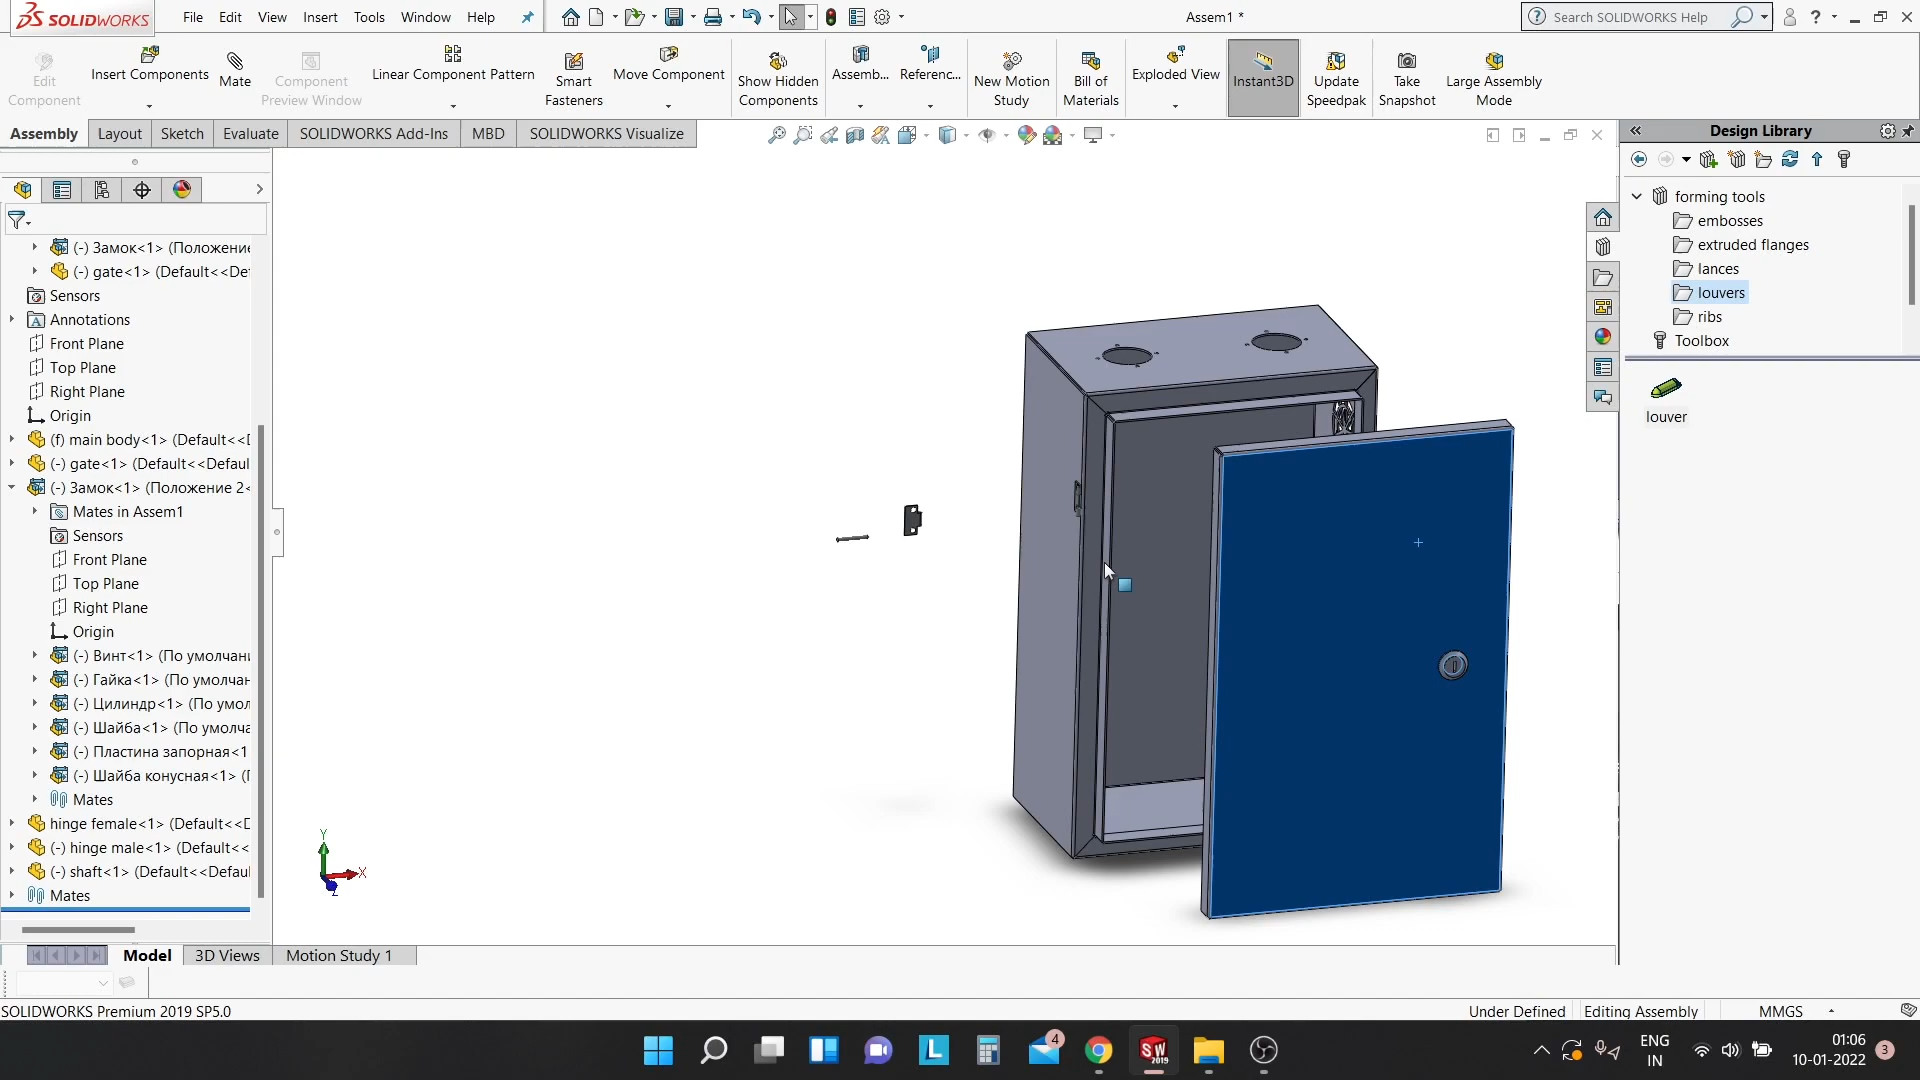 SOLIDWORKS
File Edit View Insert Tools Window Help
Assem1 *
Search SOLIDWORKS Help
Edit Component
Insert Components
Mate
Component Preview Window
Linear Component Pattern
Smart Fasteners
Move Component
Show Hidden Components
Assemb...
Referenc...
New Motion Study
Bill of Materials
Exploded View
Instant3D
Update Speedpak
Take Snapshot
Large Assembly Mode
Assembly Layout Sketch Evaluate SOLIDWORKS Add-Ins MBD SOLIDWORKS Visualize
(-) Замок<1> (Положение
(-) gate<1> (Default<<De
Sensors
Annotations
Front Plane
Top Plane
Right Plane
Origin
(f) main body<1> (Default<<D
(-) gate<1> (Default<<Defaul
(-) Замок<1> (Положение 2<
Mates in Assem1
Sensors
Front Plane
Top Plane
Right Plane
Origin
(-) Винт<1> (По умолчани
(-) Гайка<1> (По умолчан
(-) Цилиндр<1> (По умол
(-) Шайба<1> (По умолча
(-) Пластина запорная<1
(-) Шайба конусная<1> (П
Mates
hinge female<1> (Default<<D
(-) hinge male<1> (Default<<
(-) shaft<1> (Default<<Defaul
Mates
Y
X
Z
Design Library
forming tools
embosses
extruded flanges
lances
louvers
ribs
Toolbox
louver
Model 3D Views Motion Study 1
SOLIDWORKS Premium 2019 SP5.0
Under Defined Editing Assembly MMGS
L
4
SW
2019
ENG
IN
01:06
10-01-2022
3